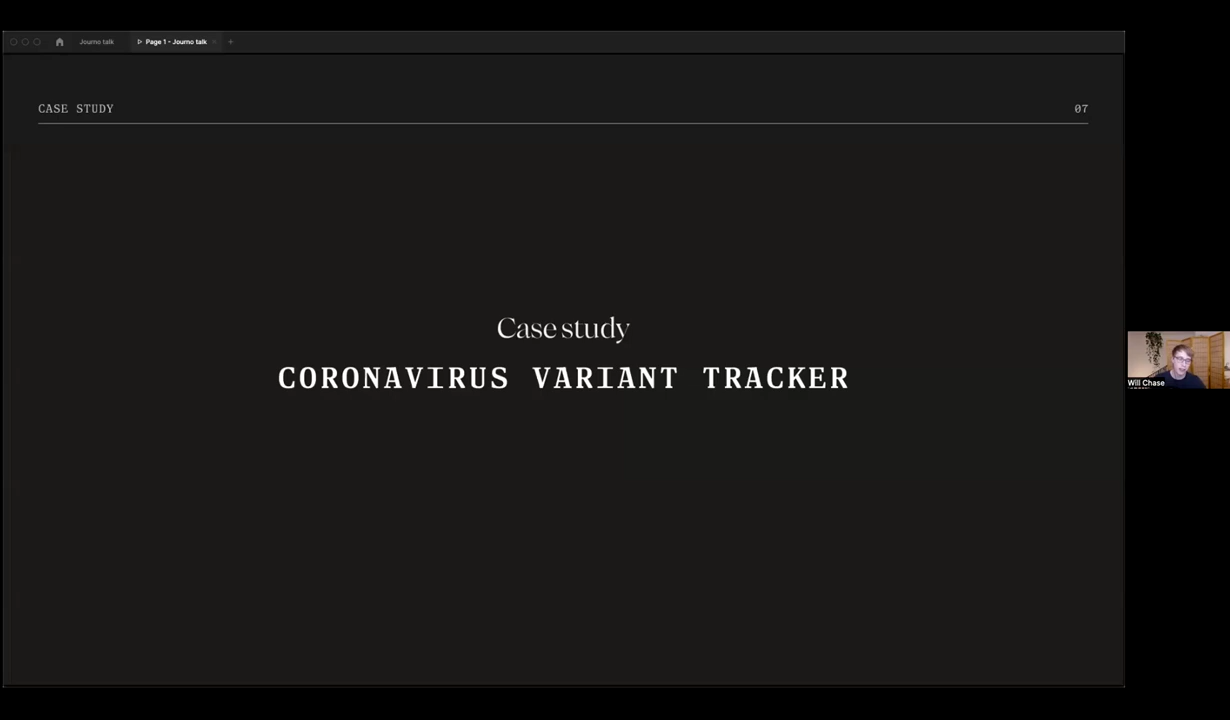 Journo talk
Page 1 - Journo talk
CASE STUDY
07
Case study
CORONAVIRUS VARIANT TRACKER
Will Chase